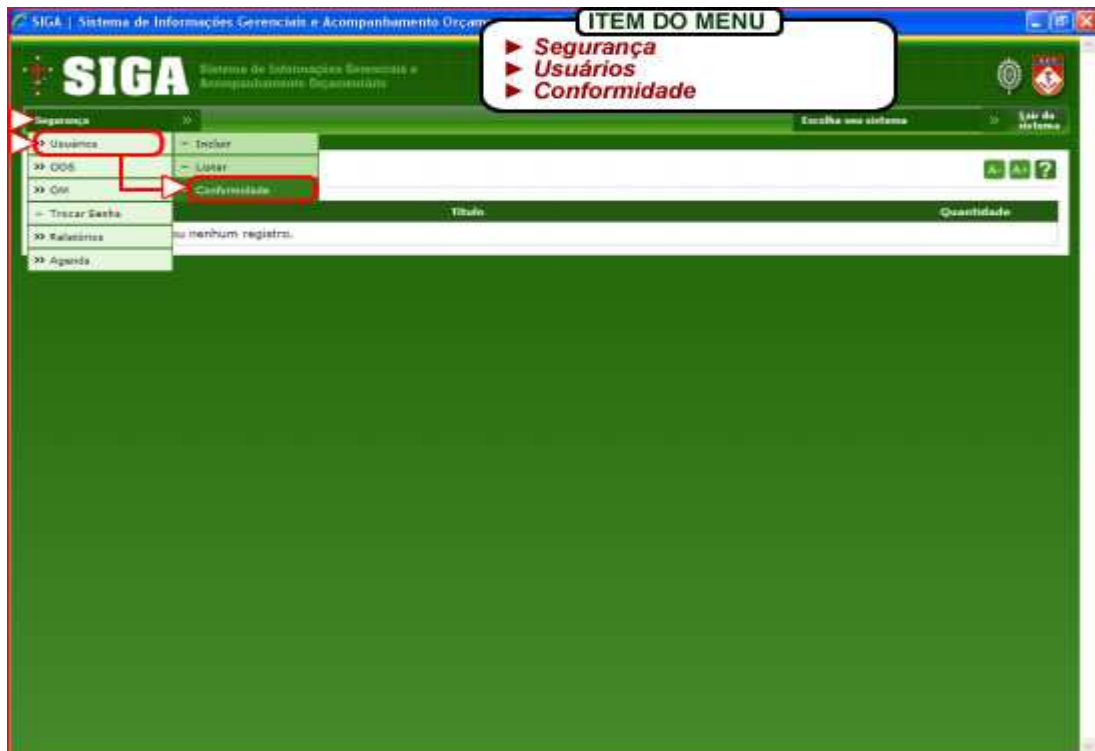 SIGA | Sistema de Informações Gerenciais e Acompanhamento Orçam
ITEM DO MENU
► Segurança
► Usuários
► Conformidade
SIGA
Sistema de Informações Gerenciais e
Acompanhamento Orçamentário
Segurança »
Escolha seu sistema »
Sair do
sistema
» Usuários
» ODS
» OM
– Trocar Senha
» Relatórios
» Agenda
– Incluir
– Listar
Conformidade
A- A+ ?
Título Quantidade
ou nenhum registro.